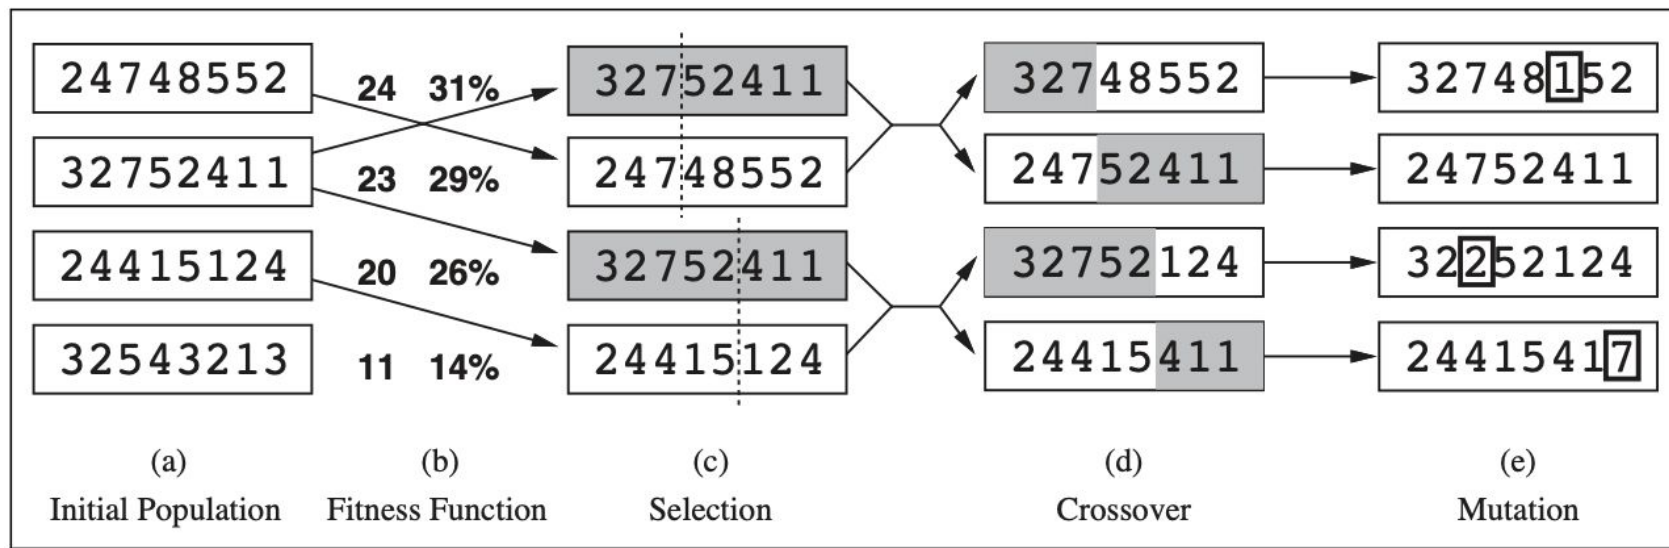 24748552 24 31% 32752411 32748552 32748152
32752411 23 29% 24748552 24752411 24752411
24415124 20 26% 32752411 32752124 32252124
32543213 11 14% 24415124 24415411 24415417
(a) (b) (c) (d) (e)
Initial Population Fitness Function Selection Crossover Mutation